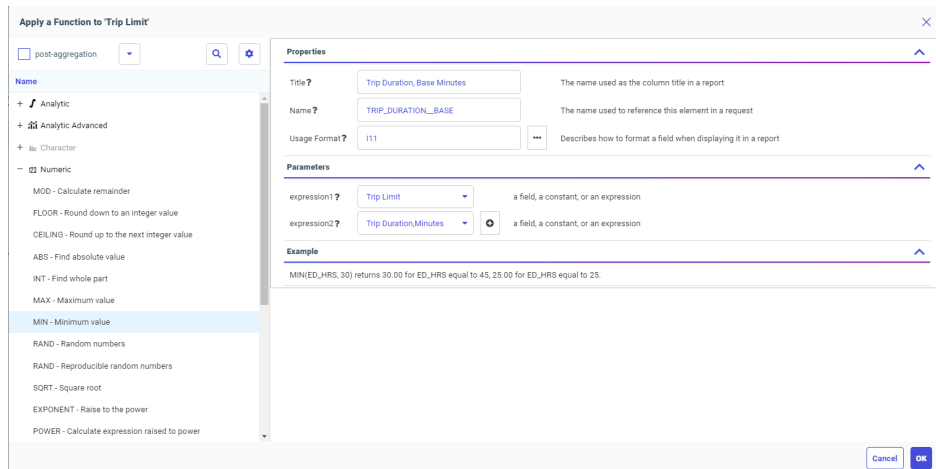 Apply a Function to 'Trip Limit'
post-aggregation
Name
Analytic
Analytic Advanced
Character
Numeric
MOD - Calculate remainder
FLOOR - Round down to an integer value
CEILING - Round up to the next integer value
ABS - Find absolute value
INT - Find whole part
MAX - Maximum value
MIN - Minimum value
RAND - Random numbers
RAND - Reproducible random numbers
SQRT - Square root
EXPONENT - Raise to the power
POWER - Calculate expression raised to power
Properties
Title? Trip Duration, Base Minutes The name used as the column title in a report
Name? TRIP_DURATION__BASE The name used to reference this element in a request
Usage Format? I11 ••• Describes how to format a field when displaying it in a report
Parameters
expression1? Trip Limit a field, a constant, or an expression
expression2? Trip Duration,Minutes a field, a constant, or an expression
Example
MIN(ED_HRS, 30) returns 30.00 for ED_HRS equal to 45, 25.00 for ED_HRS equal to 25.
Cancel OK